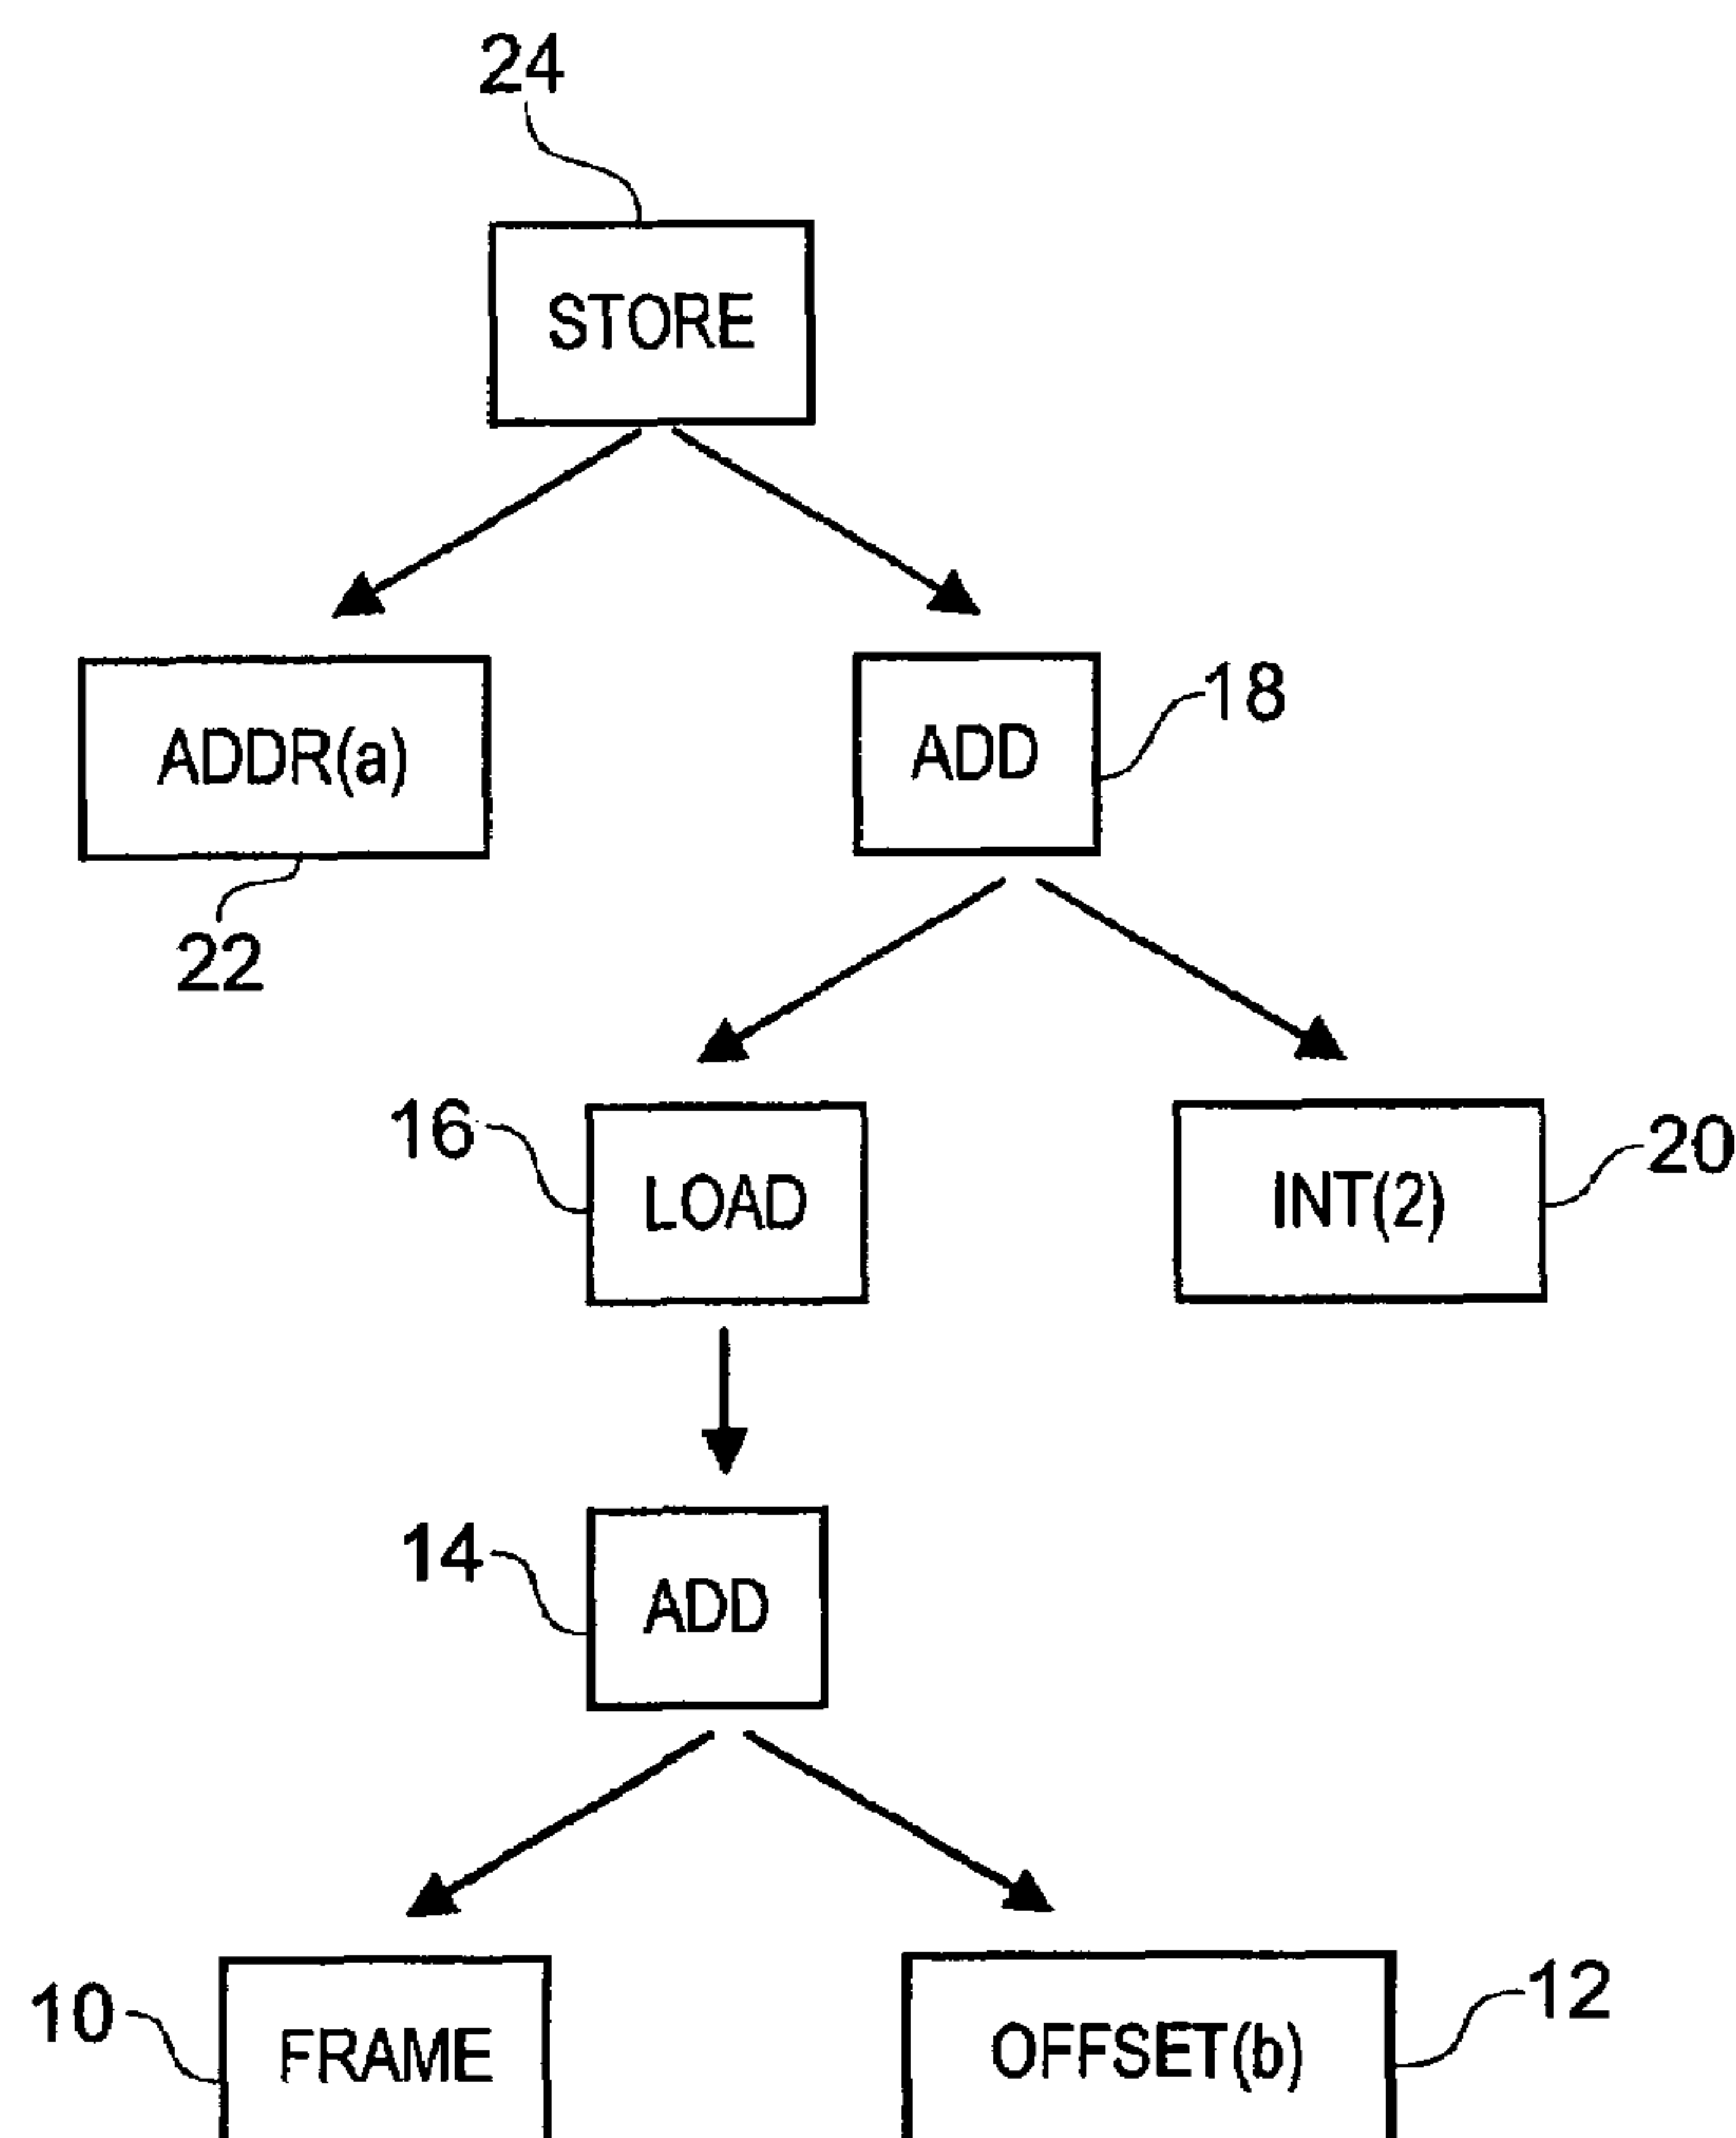 24
STORE
ADDR(a)
ADD
18
22
16
LOAD
INT(2)
20
14
ADD
10
FRAME
OFFSET(b)
12